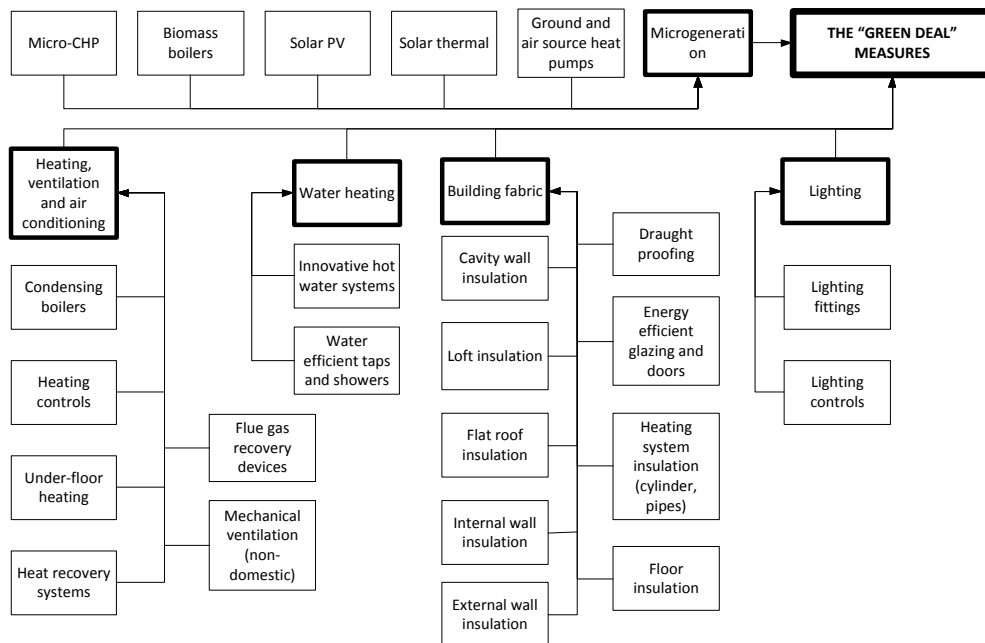 Micro-CHP
Biomass
boilers
Solar PV
Solar thermal
Ground and
air source heat
pumps
Microgenerati
on
THE “GREEN DEAL”
MEASURES
Heating,
ventilation
and air
conditioning
Water heating
Building fabric
Lighting
Condensing
boilers
Heating
controls
Under-floor
heating
Heat recovery
systems
Flue gas
recovery
devices
Mechanical
ventilation
(non-
domestic)
Innovative hot
water systems
Water
efficient taps
and showers
Cavity wall
insulation
Loft insulation
Flat roof
insulation
Internal wall
insulation
External wall
insulation
Draught
proofing
Energy
efficient
glazing and
doors
Heating
system
insulation
(cylinder,
pipes)
Floor
insulation
Lighting
fittings
Lighting
controls